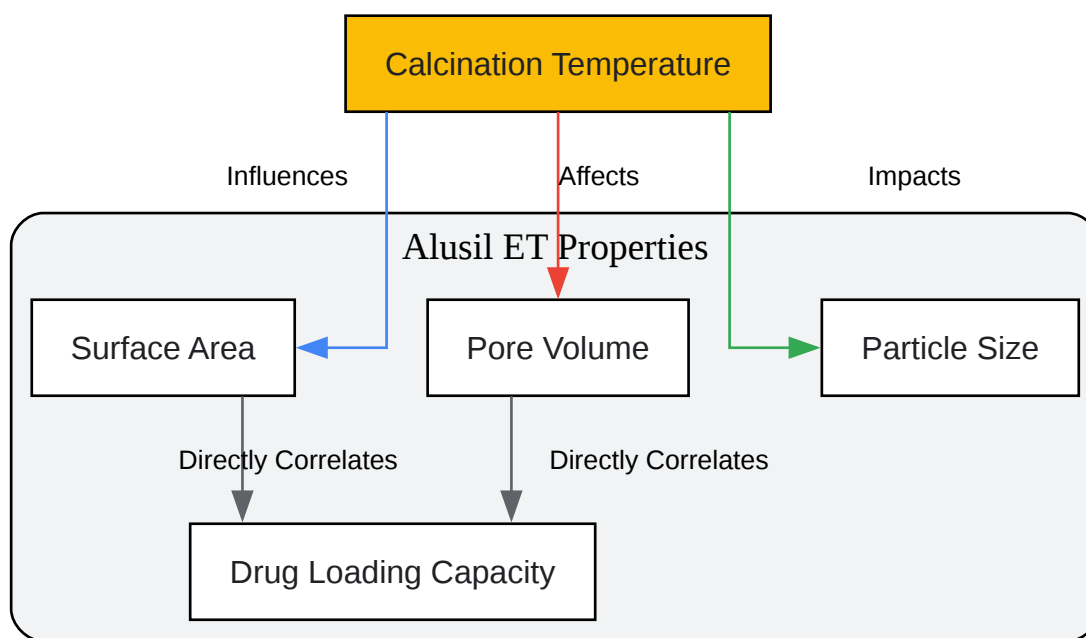 Calcination Temperature
Influences
Affects
Impacts
Alusil ET Properties
Surface Area
Pore Volume
Particle Size
Directly Correlates
Directly Correlates
Drug Loading Capacity